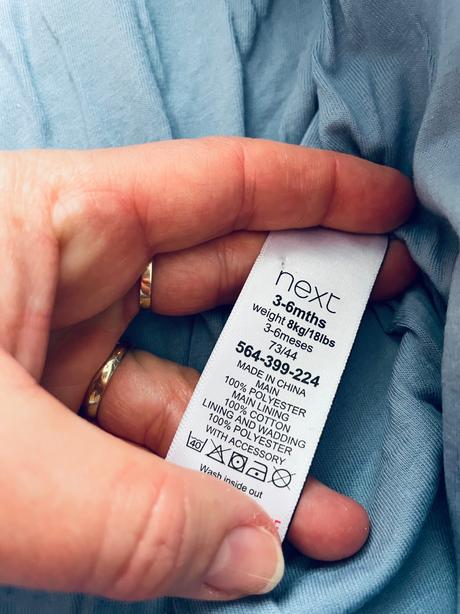 next
3-6mths
weight 8kg/18lbs
3-6meses
73/44
564-399-224
MADE IN CHINA
MAIN
100% POLYESTER
MAIN LINING
100% COTTON
LINING AND WADDING
100% POLYESTER
WITH ACCESSORY
40
Wash inside out